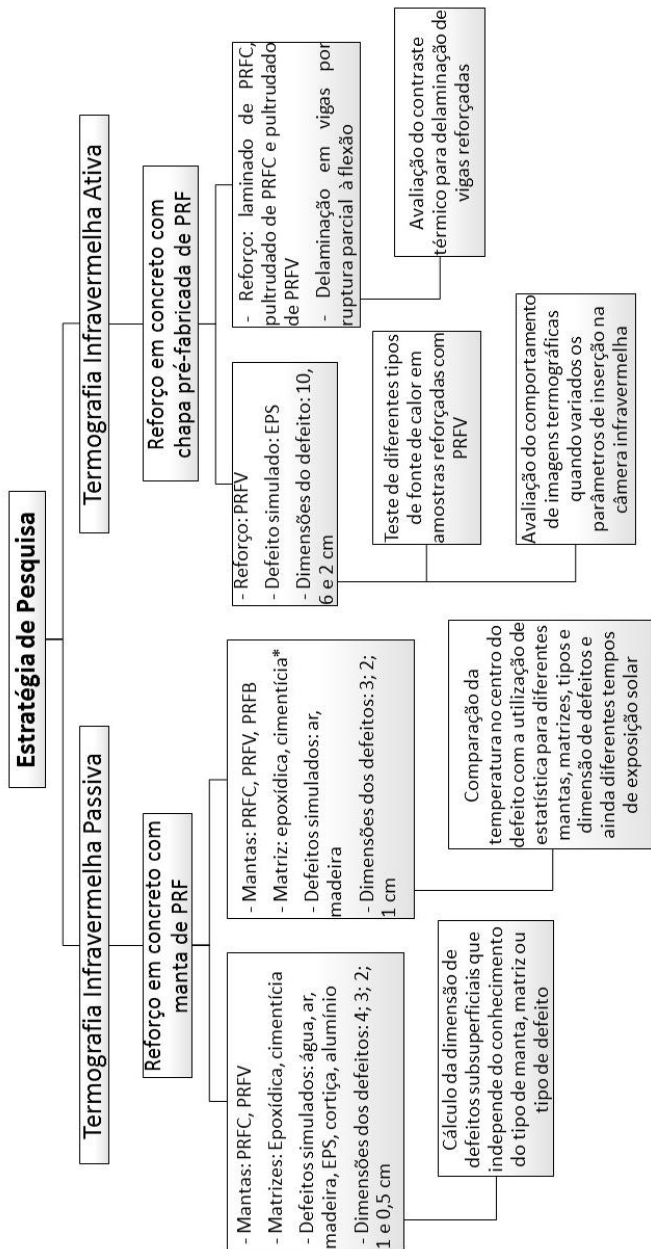 Estratégia de Pesquisa
Termografia Infravermelha Passiva
Reforço em concreto com
manta de PRF
- Mantas: PRFC, PRFV
- Matrizes: Epoxídica, cimentícia
- Defeitos simulados: água, ar,
madeira, EPS, cortiça, alumínio
- Dimensões dos defeitos: 4; 3; 2;
1 e 0,5 cm
Cálculo da dimensão de
defeitos subsuperficiais que
independe do conhecimento
do tipo de manta, matriz ou
tipo de defeito
- Mantas: PRFC, PRFV, PRFB
- Matriz: epoxídica, cimentícia*
- Defeitos simulados: ar,
madeira
- Dimensões dos defeitos: 3; 2;
1 cm
Comparação da
temperatura no centro do
defeito com a utilização de
estatística para diferentes
mantas, matrizes, tipos e
dimensão de defeitos e
ainda diferentes tempos
de exposição solar
Termografia Infravermelha Ativa
Reforço em concreto com
chapa pré-fabricada de PRF
- Reforço: PRFV
- Defeito simulado: EPS
- Dimensões do defeito: 10,
6 e 2 cm
Teste de diferentes tipos
de fonte de calor em
amostras reforçadas com
PRFV
Avaliação do comportamento
de imagens termográficas
quando variados os
parâmetros de inserção na
câmera infravermelha
- Reforço: laminado de PRFC,
pultrudado de PRFC e pultrudado
de PRFV
- Delaminação em vigas por
ruptura parcial à flexão
Avaliação do contraste
térmico para delaminação de
vigas reforçadas